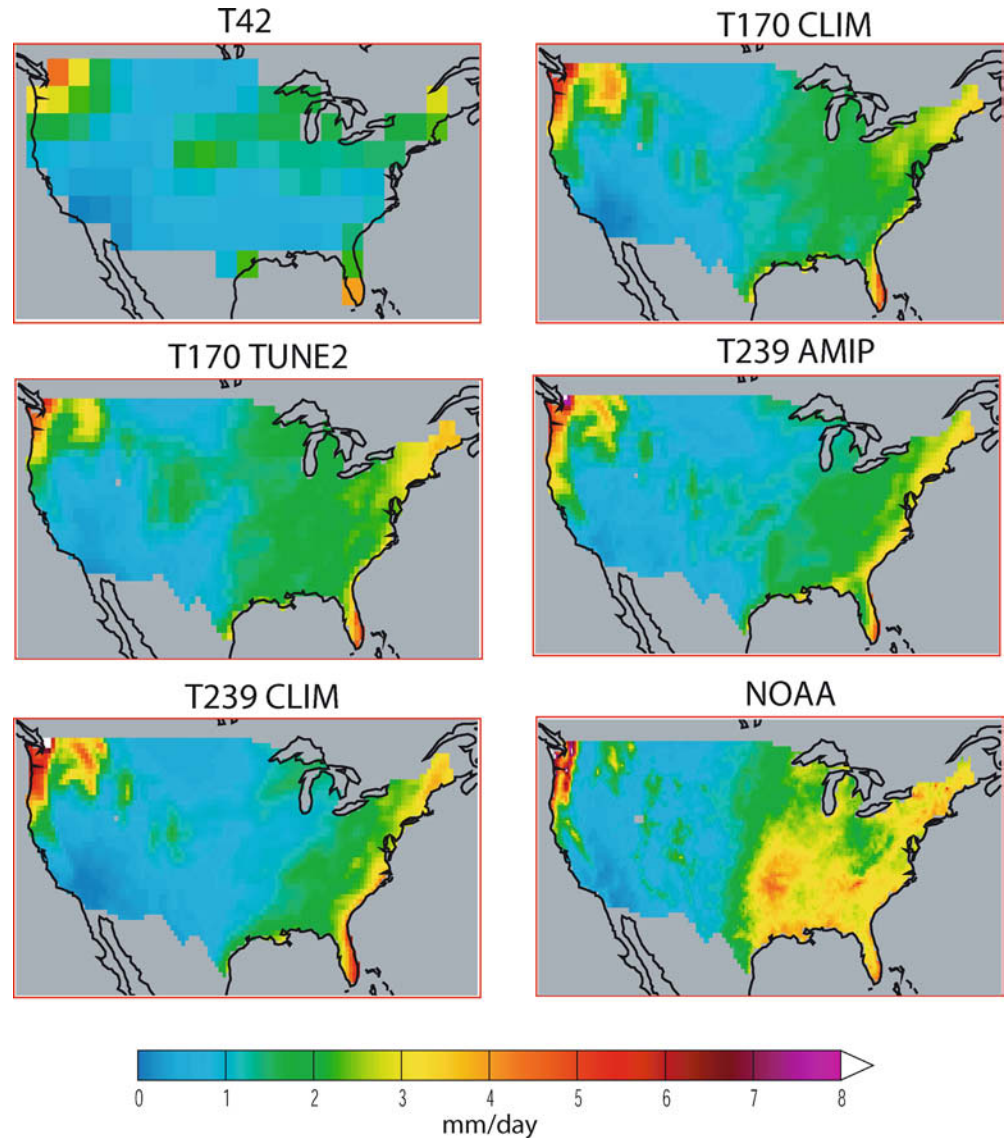 T42
T170 CLIM
T170 TUNE2
T239 AMIP
T239 CLIM
NOAA
0 1 2 3 4 5 6 7 8
mm/day